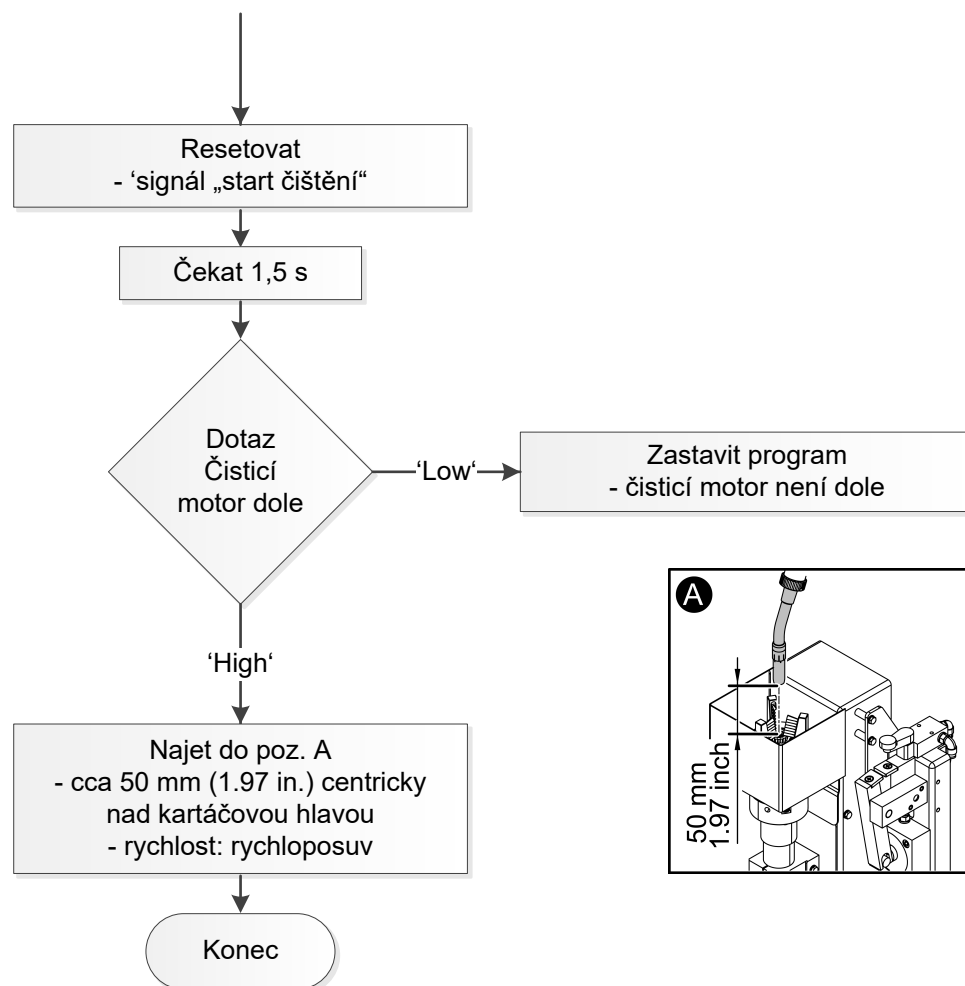 Resetovat
- ‘signál „start čištění“
Čekat 1,5 s
Dotaz
Čisticí
motor dole
‘Low‘
Zastavit program
- čisticí motor není dole
‘High‘
Najet do poz. A
- cca 50 mm (1.97 in.) centricky
nad kartáčovou hlavou
- rychlost: rychloposuv
Konec
A
50 mm
1.97 inch